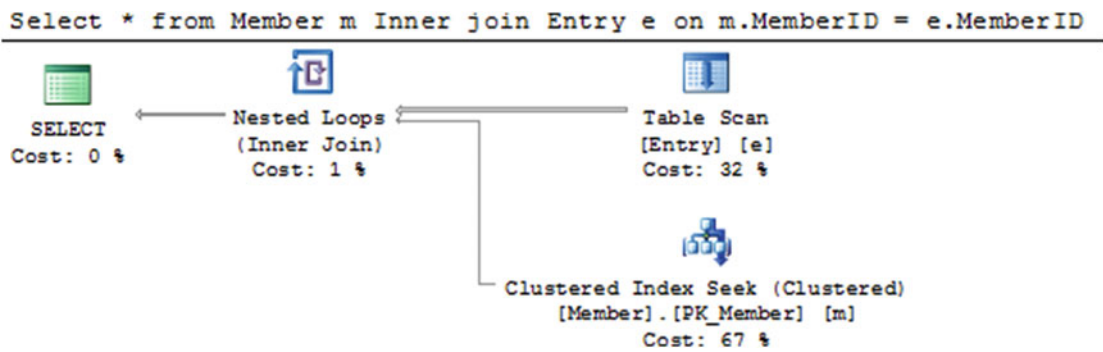 Select * from Member m Inner join Entry e on m.MemberID = e.MemberID
SELECT
Cost: 0 %
Nested Loops
(Inner Join)
Cost: 1 %
Table Scan
[Entry] [e]
Cost: 32 %
Clustered Index Seek (Clustered)
[Member].[PK_Member] [m]
Cost: 67 %